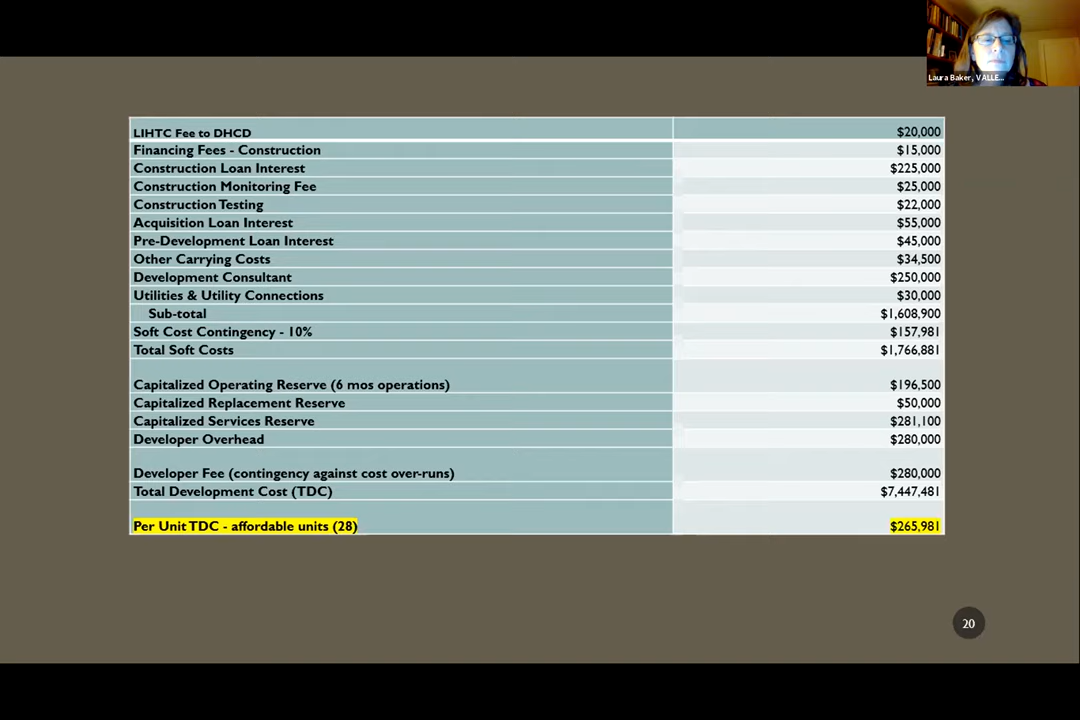 Laura Baker, VALLE...
LIHTC Fee to DHCD $20,000
Financing Fees - Construction $15,000
Construction Loan Interest $225,000
Construction Monitoring Fee $25,000
Construction Testing $22,000
Acquisition Loan Interest $55,000
Pre-Development Loan Interest $45,000
Other Carrying Costs $34,500
Development Consultant $250,000
Utilities & Utility Connections $30,000
Sub-total $1,608,900
Soft Cost Contingency - 10% $157,981
Total Soft Costs $1,766,881
Capitalized Operating Reserve (6 mos operations) $196,500
Capitalized Replacement Reserve $50,000
Capitalized Services Reserve $281,100
Developer Overhead $280,000
Developer Fee (contingency against cost over-runs) $280,000
Total Development Cost (TDC) $7,447,481
Per Unit TDC - affordable units (28) $265,981
20